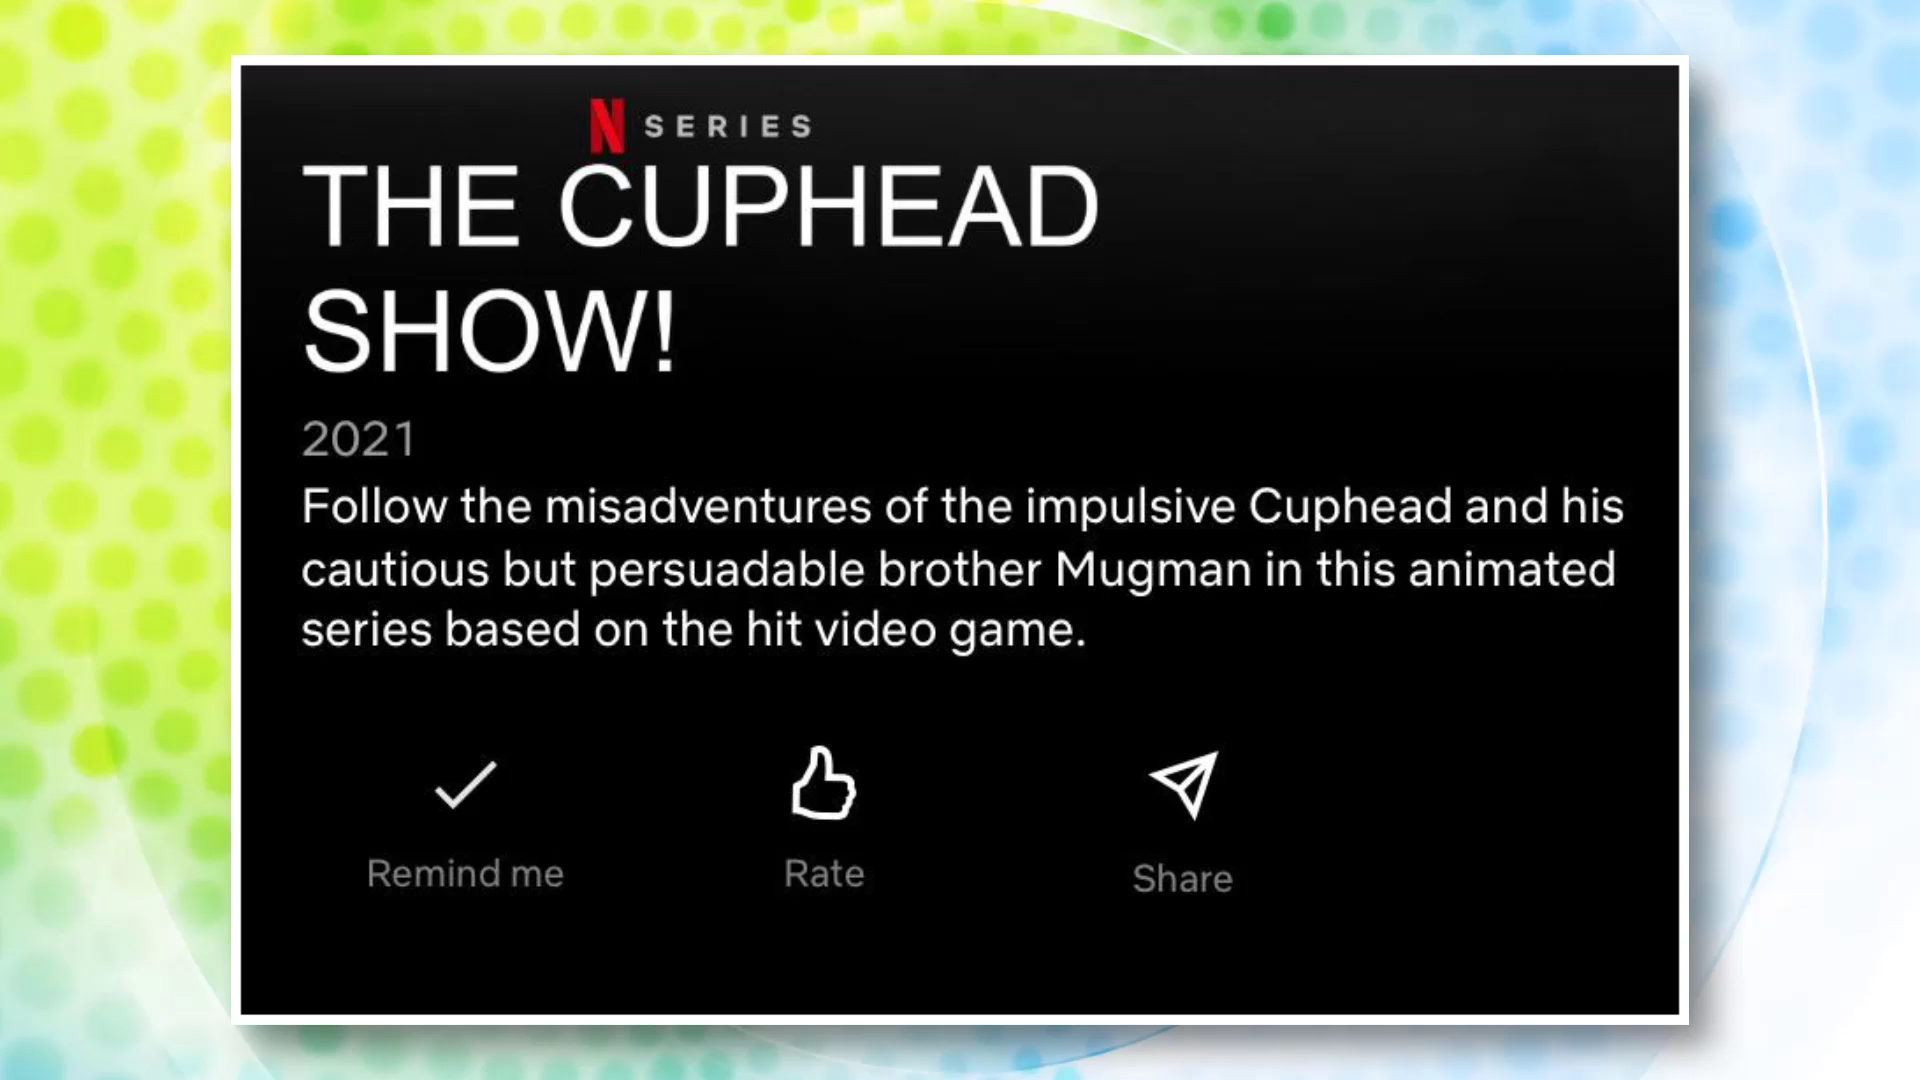 N SERIES
THE CUPHEAD
SHOW!
2021
Follow the misadventures of the impulsive Cuphead and his
cautious but persuadable brother Mugman in this animated
series based on the hit video game.
Remind me Rate Share